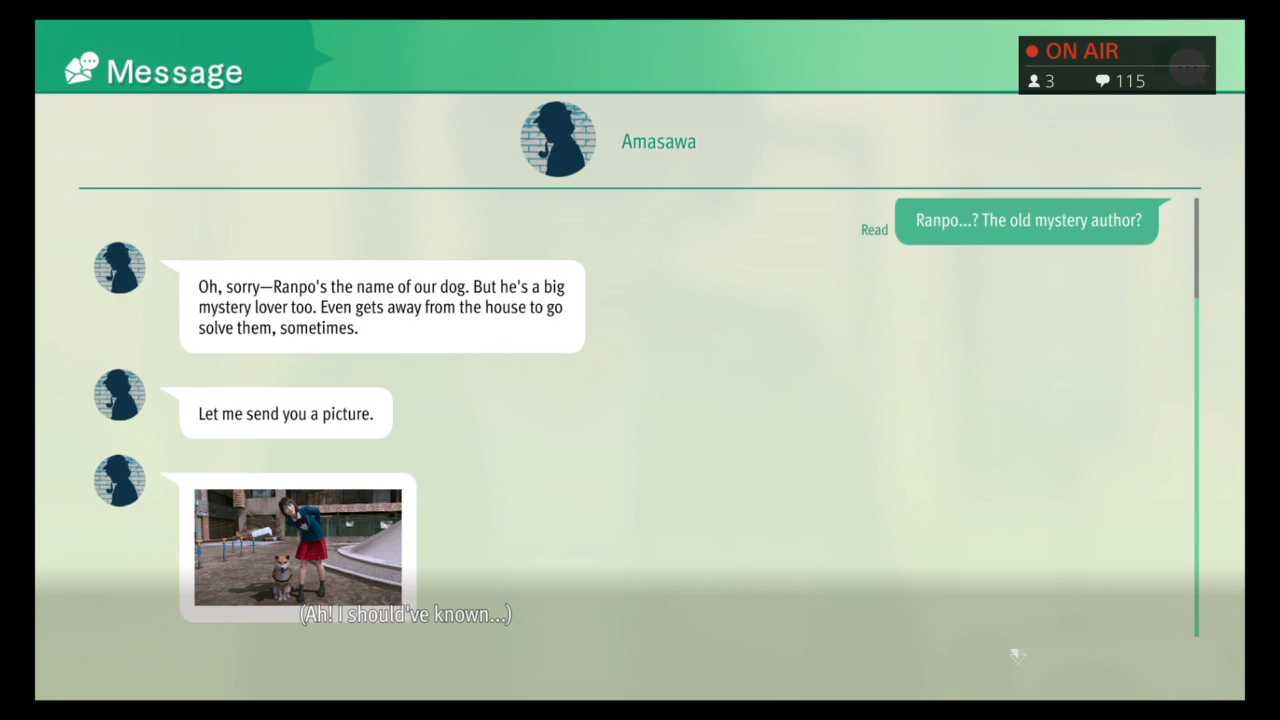 Message
ON AIR
3 115
Amasawa
Ranpo...? The old mystery author?
Read
Oh, sorry—Ranpo's the name of our dog. But he's a big
mystery lover too. Even gets away from the house to go
solve them, sometimes.
Let me send you a picture.
(Ah! I should've known...)